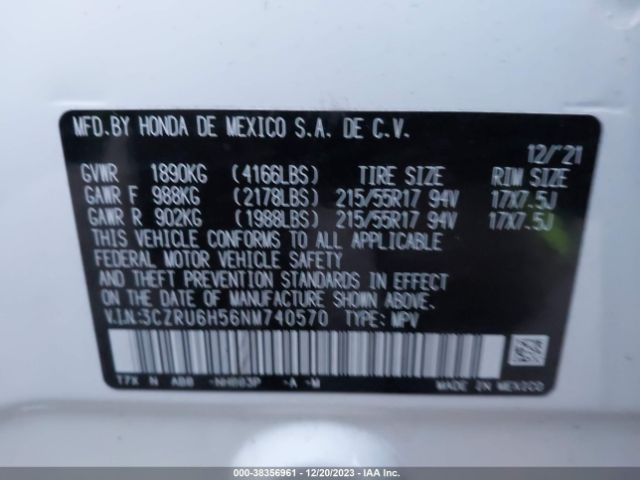 MFD.BY HONDA DE MEXICO S.A. DE C.V.
12/'21
GVWR 1890KG (4166LBS) TIRE SIZE RIM SIZE
GAWR F 988KG (2178LBS) 215/55R17 94V 17X7.5J
GAWR R 902KG (1988LBS) 215/55R17 94V 17X7.5J
THIS VEHICLE CONFORMS TO ALL APPLICABLE
FEDERAL MOTOR VEHICLE SAFETY
AND THEFT PREVENTION STANDARDS IN EFFECT
ON THE DATE OF MANUFACTURE SHOWN ABOVE.
V.I.N:3CZRU6H56NM740570 TYPE: MPV
T7X N ABB -NH883P -A -M
MADE IN MEXICO
000-38356961 - 12/20/2023 - IAA Inc.